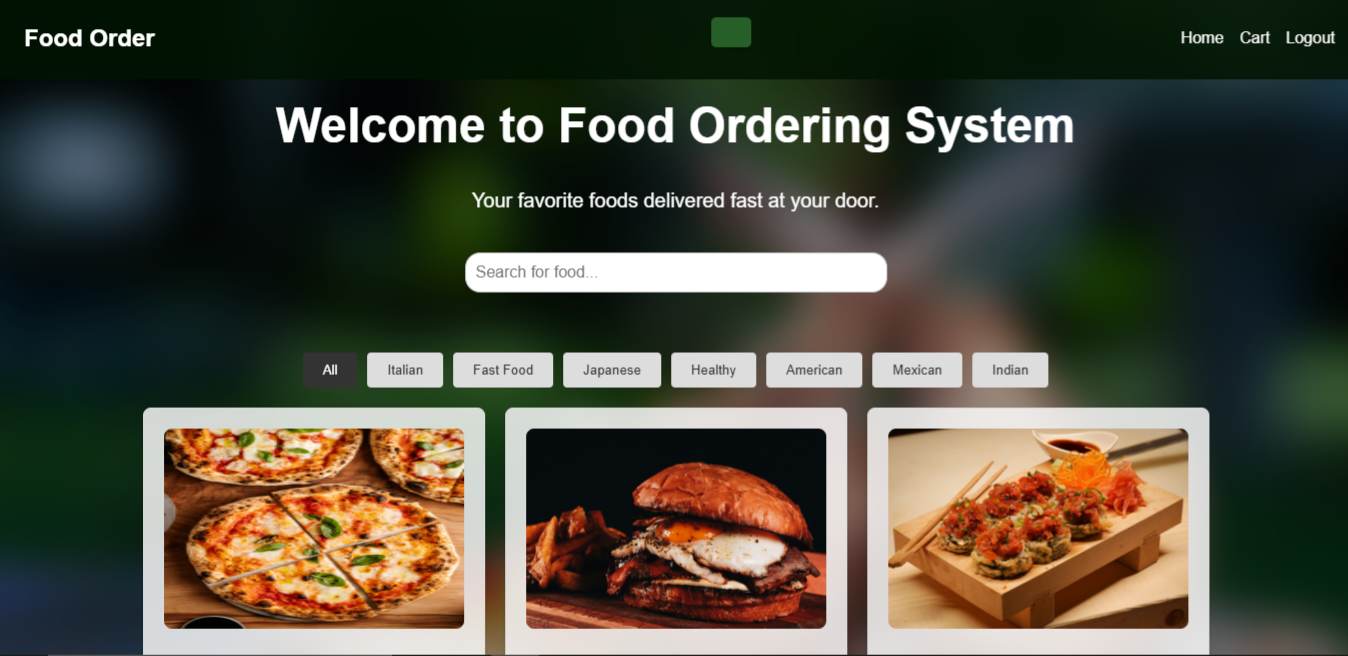 Food Order
Home Cart Logout
Welcome to Food Ordering System
Your favorite foods delivered fast at your door.
Search for food...
All Italian Fast Food Japanese Healthy American Mexican Indian